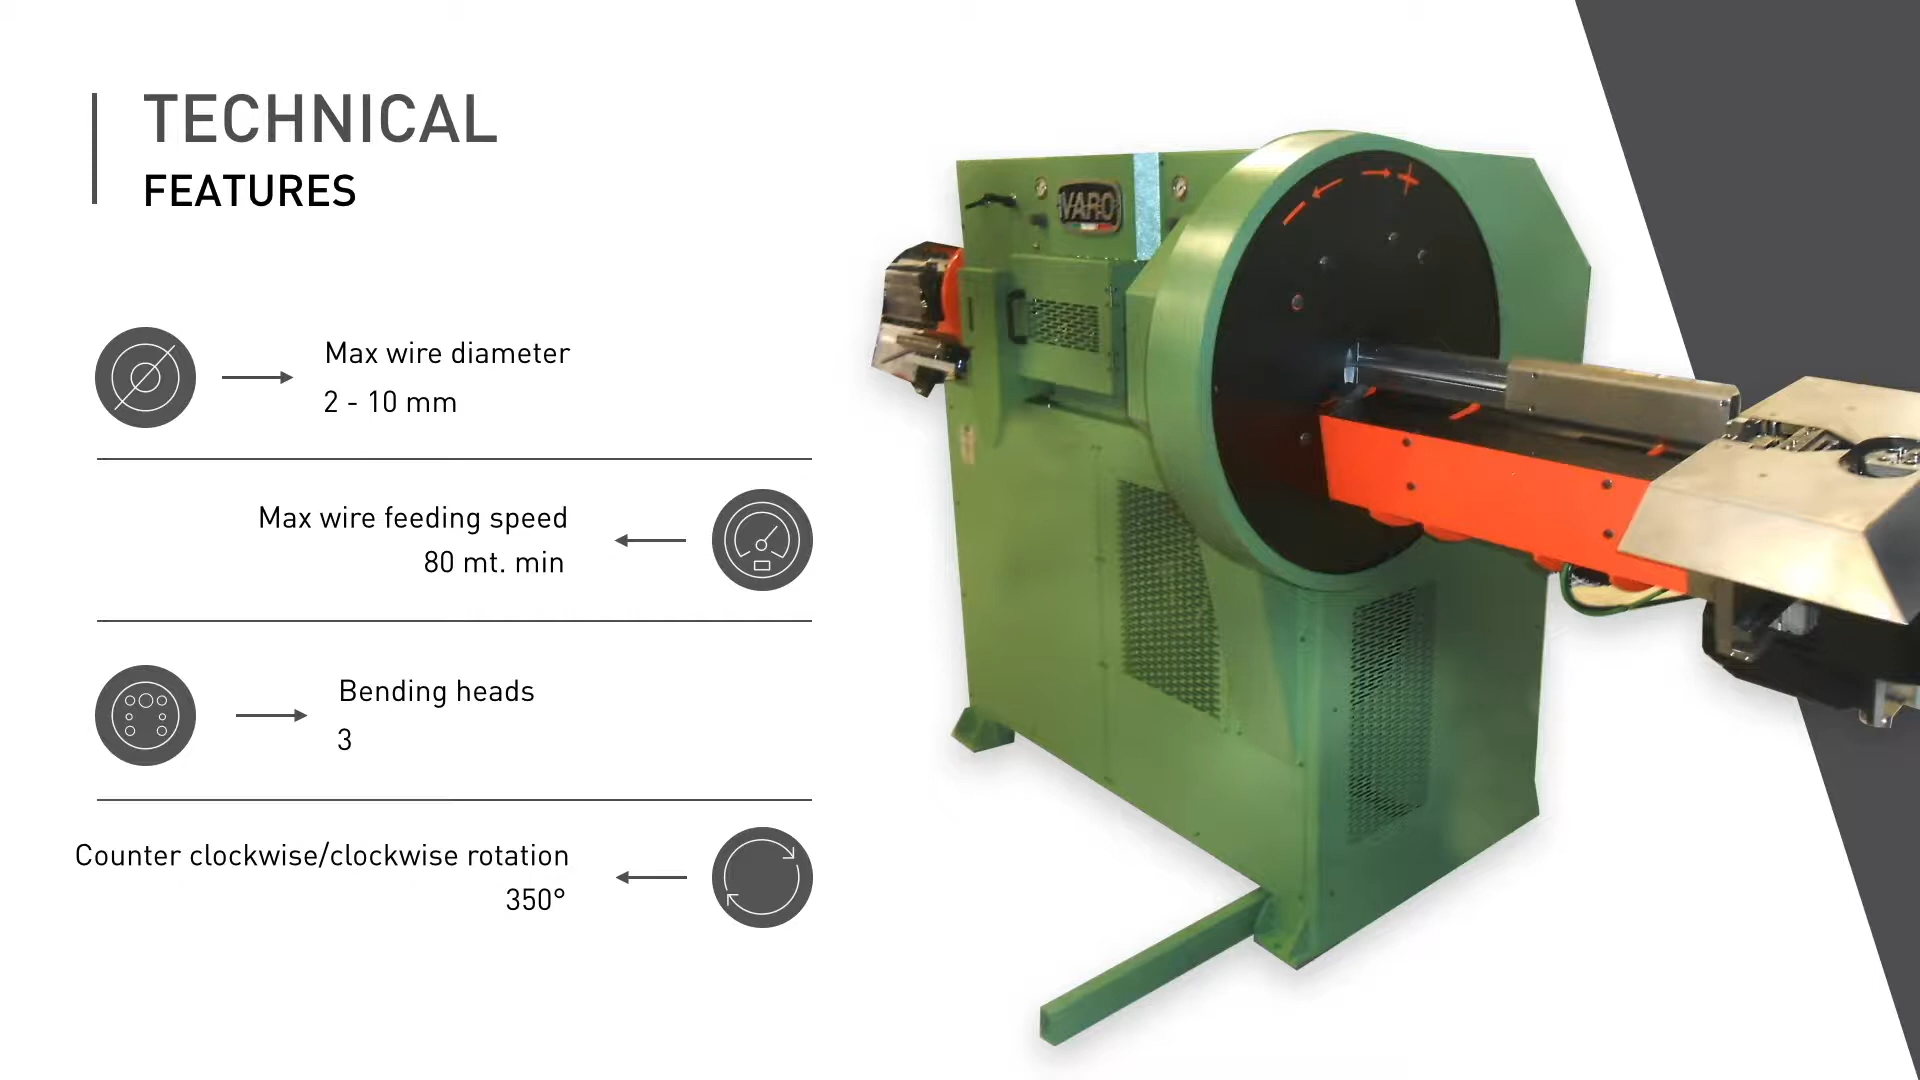 TECHNICAL
FEATURES
Max wire diameter
2 - 10 mm
Max wire feeding speed
80 mt. min
Bending heads
3
Counter clockwise/clockwise rotation
350°
VARO